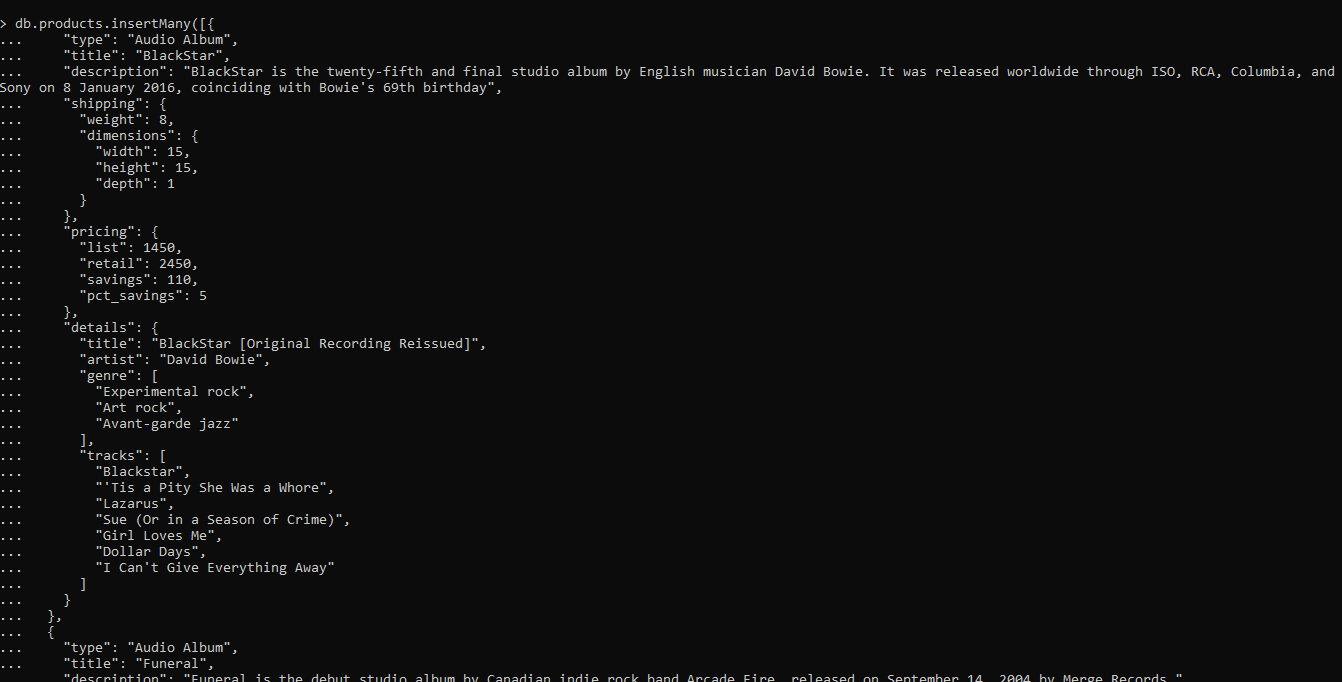 > db.products.insertMany([{
...     "type": "Audio Album",
...     "title": "BlackStar",
...     "description": "BlackStar is the twenty-fifth and final studio album by English musician David Bowie. It was released worldwide through ISO, RCA, Columbia, and
Sony on 8 January 2016, coinciding with Bowie's 69th birthday",
...     "shipping": {
...       "weight": 8,
...       "dimensions": {
...         "width": 15,
...         "height": 15,
...         "depth": 1
...       }
...     },
...     "pricing": {
...       "list": 1450,
...       "retail": 2450,
...       "savings": 110,
...       "pct_savings": 5
...     },
...     "details": {
...       "title": "BlackStar [Original Recording Reissued]",
...       "artist": "David Bowie",
...       "genre": [
...         "Experimental rock",
...         "Art rock",
...         "Avant-garde jazz"
...       ],
...       "tracks": [
...         "Blackstar",
...         "'Tis a Pity She Was a Whore",
...         "Lazarus",
...         "Sue (Or in a Season of Crime)",
...         "Girl Loves Me",
...         "Dollar Days",
...         "I Can't Give Everything Away"
...       ]
...     }
...   },
...   {
...     "type": "Audio Album",
...     "title": "Funeral",
...     "description": "Funeral is the debut studio album by Canadian indie rock band Arcade Fire, released on September 14, 2004 by Merge Records."